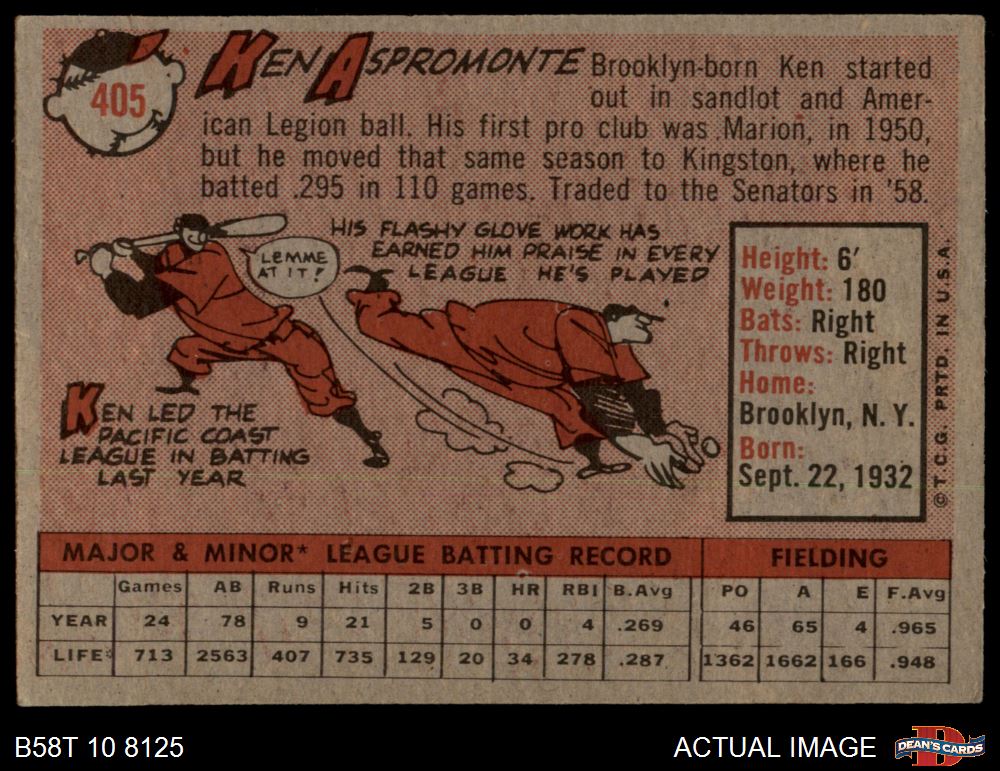 405
KEN ASPROMONTE
Brooklyn-born Ken started
out in sandlot and Amer-
ican Legion ball. His first pro club was Marion, in 1950,
but he moved that same season to Kingston, where he
batted .295 in 110 games. Traded to the Senators in '58.
LEMME
AT IT!
HIS FLASHY GLOVE WORK HAS
EARNED HIM PRAISE IN EVERY
LEAGUE HE'S PLAYED
KEN LED THE
PACIFIC COAST
LEAGUE IN BATTING
LAST YEAR
Height: 6'
Weight: 180
Bats: Right
Throws: Right
Home:
Brooklyn, N. Y.
Born:
Sept. 22, 1932
© T.C.G. PRTD. IN U.S.A.
MAJOR & MINOR* LEAGUE BATTING RECORD FIELDING
Games AB Runs Hits 2B 3B HR RBI B.Avg PO A E F.Avg
YEAR 24 78 9 21 5 0 0 4 .269 46 65 4 .965
LIFE* 713 2563 407 735 129 20 34 278 .287 1362 1662 166 .948
B58T 10 8125
ACTUAL IMAGE
D
DEAN'S CARDS